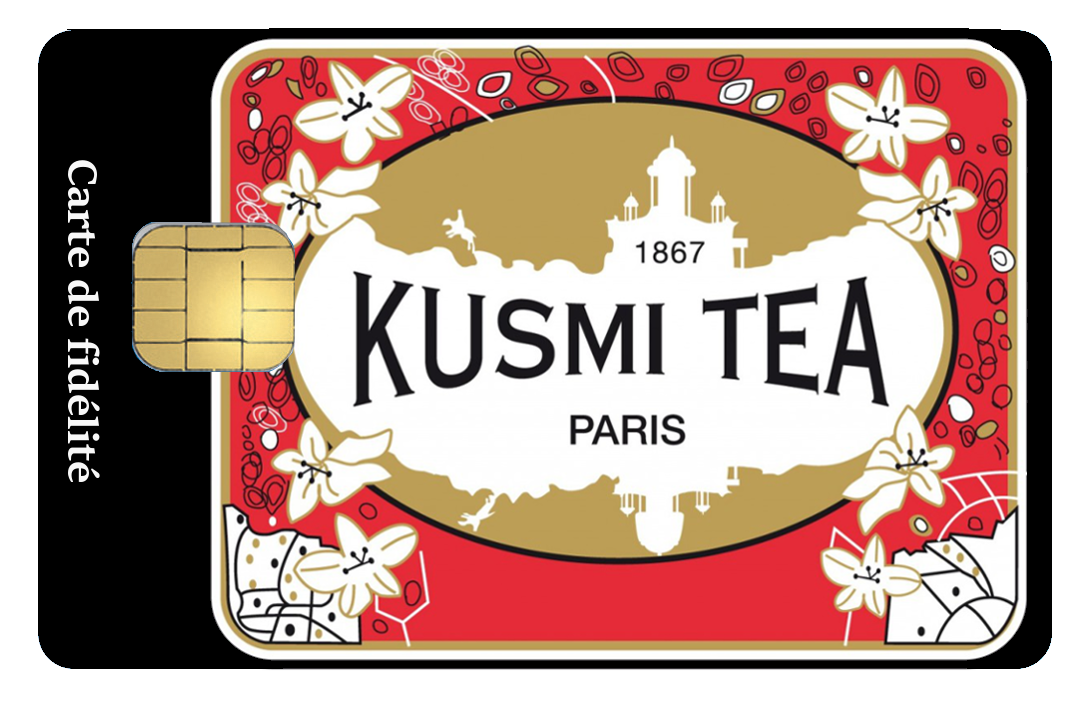 Carte de fidélité
1867
KUSMI TEA
PARIS